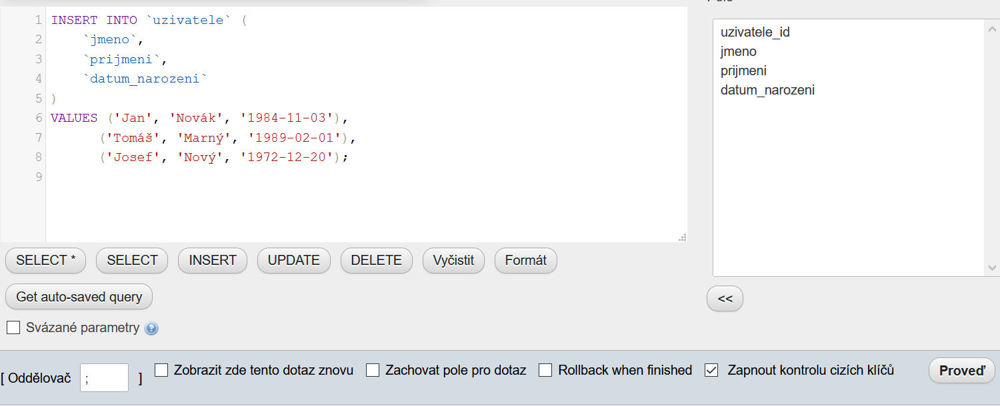 1 INSERT INTO `uzivatele` (
2 `jmeno`,
3 `prijmeni`,
4 `datum_narozeni`
5 )
6 VALUES ('Jan', 'Novák', '1984-11-03'),
7 ('Tomáš', 'Marný', '1989-02-01'),
8 ('Josef', 'Nový', '1972-12-20');
9
uzivatele_id
jmeno
prijmeni
datum_narozeni
SELECT * SELECT INSERT UPDATE DELETE Vyčistit Formát
Get auto-saved query
<<
Svázané parametry
[ Oddělovač ; ] Zobrazit zde tento dotaz znovu Zachovat pole pro dotaz Rollback when finished Zapnout kontrolu cizích klíčů Proveď